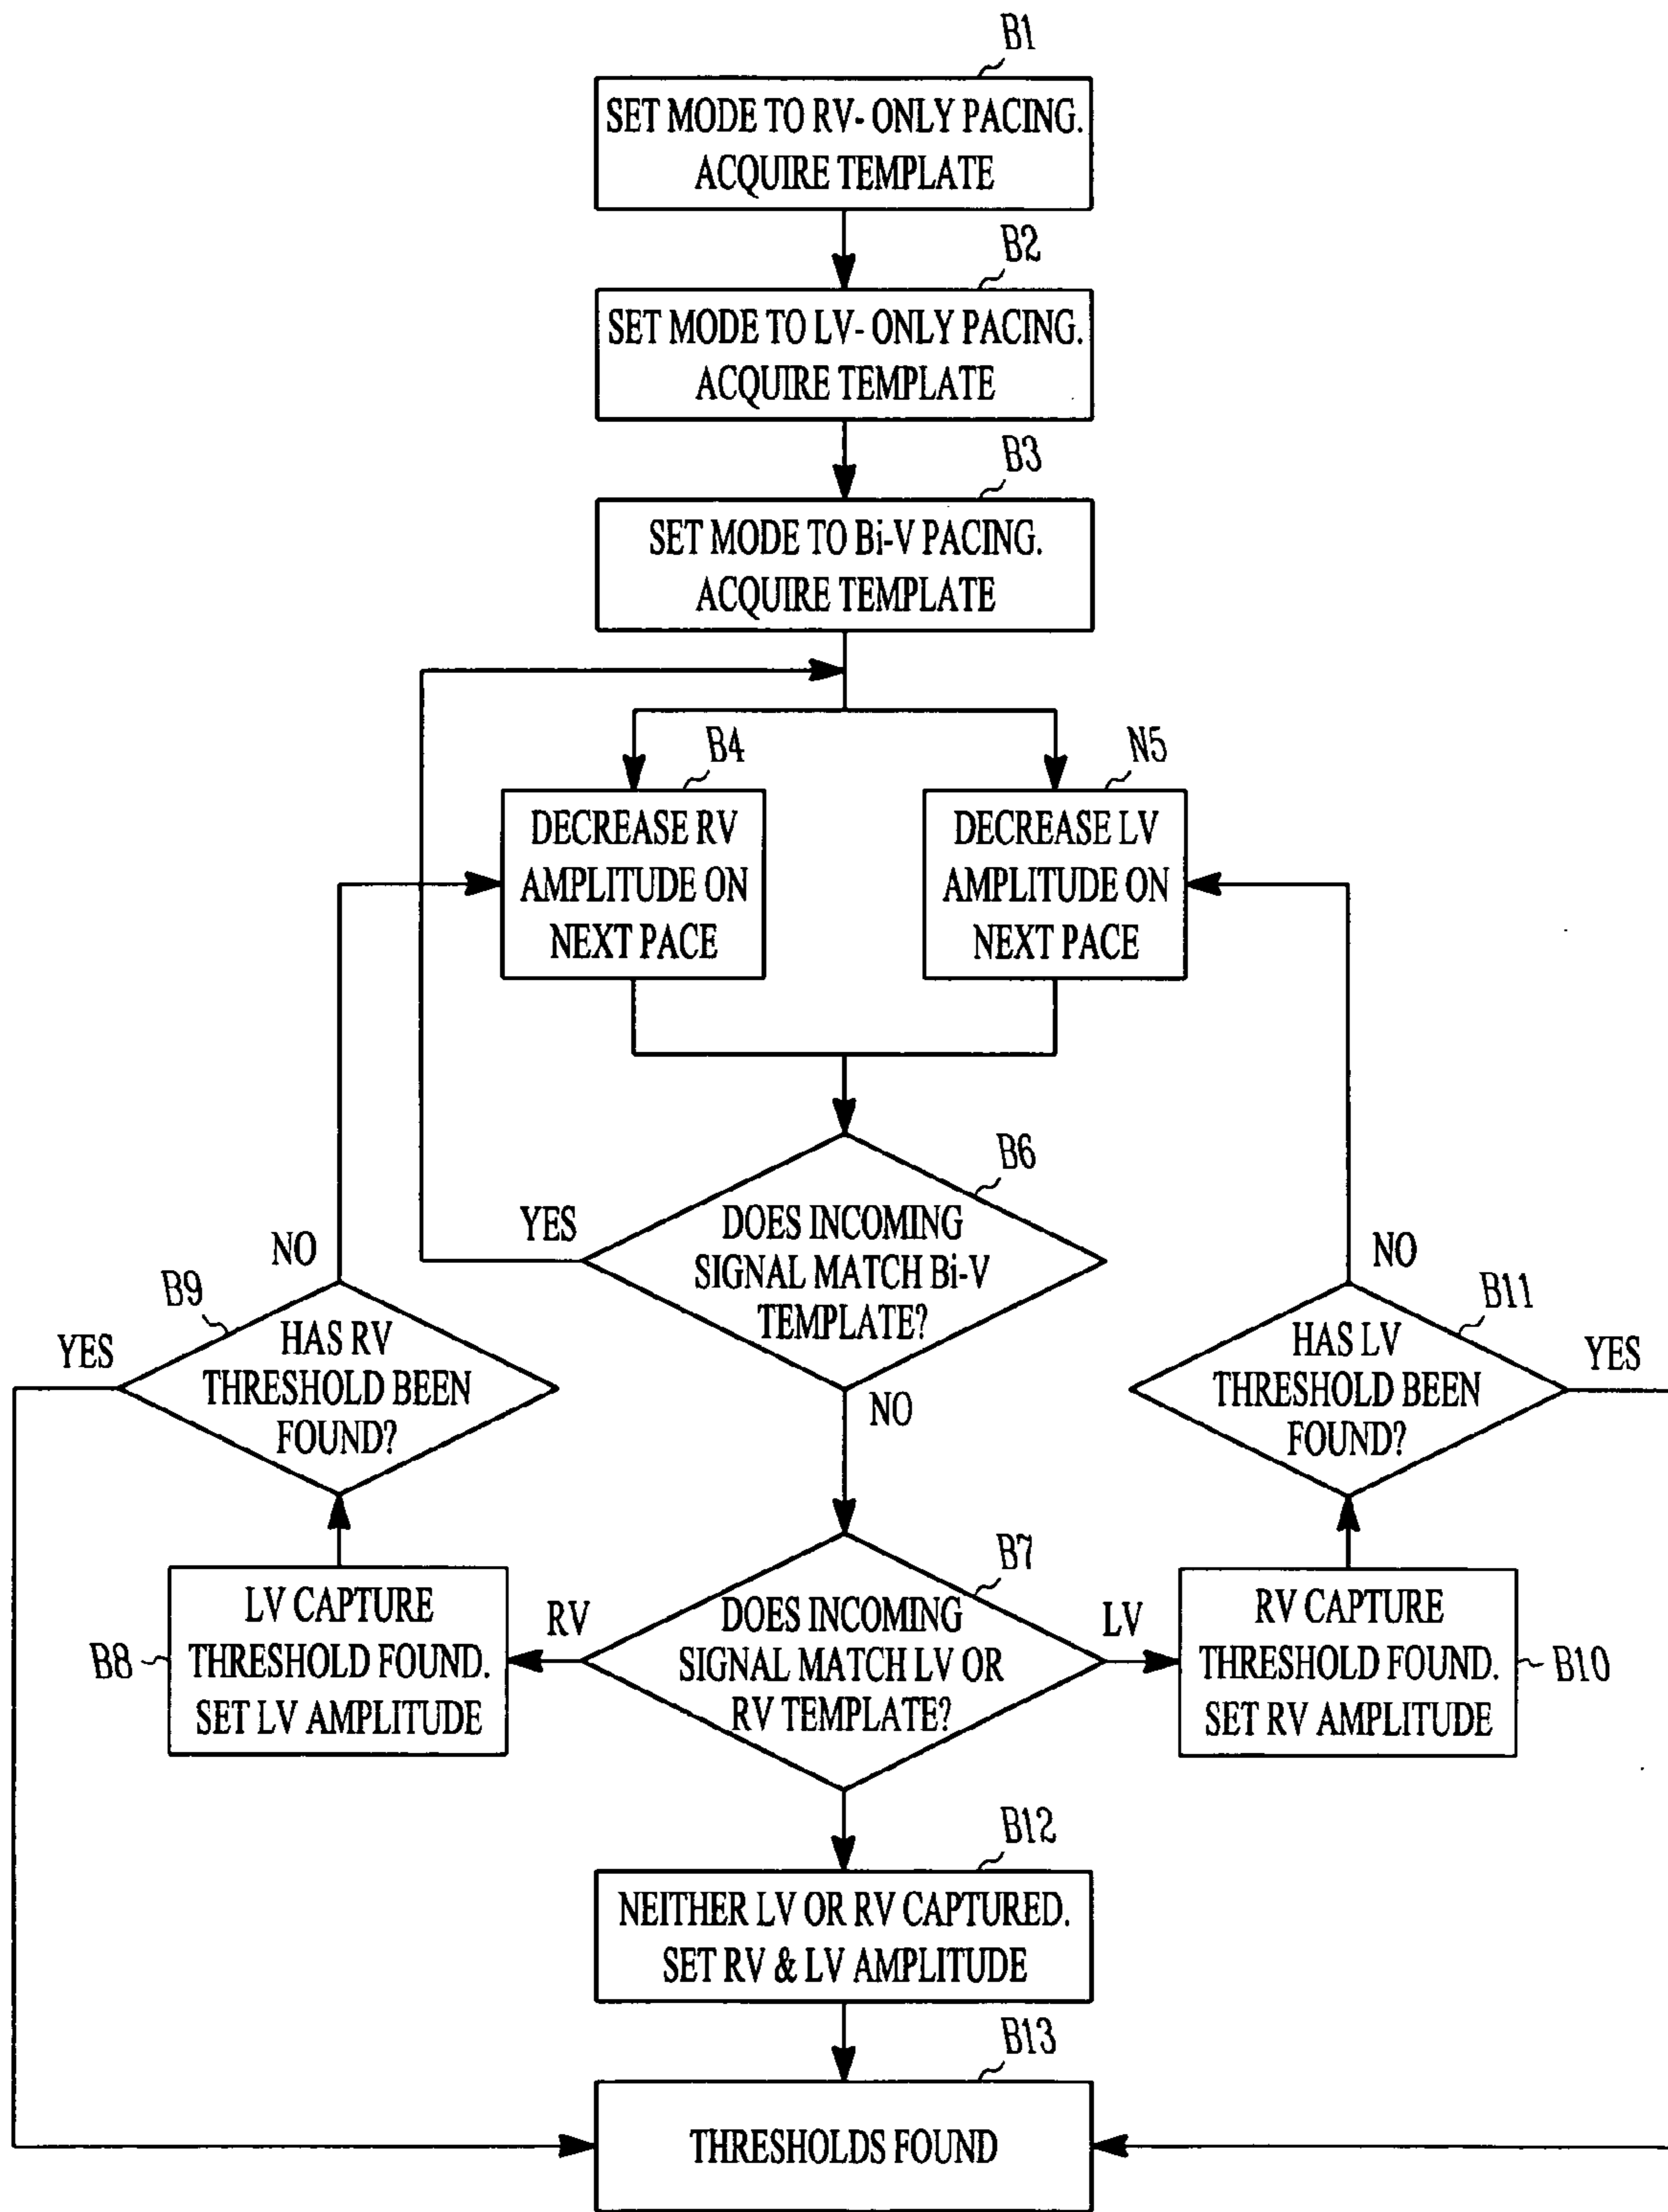 B1
SET MODE TO RV- ONLY PACING.
ACQUIRE TEMPLATE
B2
SET MODE TO LV- ONLY PACING.
ACQUIRE TEMPLATE
B3
SET MODE TO Bi-V PACING.
ACQUIRE TEMPLATE
B4
DECREASE RV
AMPLITUDE ON
NEXT PACE
N5
DECREASE LV
AMPLITUDE ON
NEXT PACE
B6
DOES INCOMING
SIGNAL MATCH Bi-V
TEMPLATE?
YES
NO
B9
HAS RV
THRESHOLD BEEN
FOUND?
NO
YES
B11
HAS LV
THRESHOLD BEEN
FOUND?
NO
YES
B7
DOES INCOMING
SIGNAL MATCH LV OR
RV TEMPLATE?
RV
LV
B8
LV CAPTURE
THRESHOLD FOUND.
SET LV AMPLITUDE
B10
RV CAPTURE
THRESHOLD FOUND.
SET RV AMPLITUDE
B12
NEITHER LV OR RV CAPTURED.
SET RV & LV AMPLITUDE
B13
THRESHOLDS FOUND